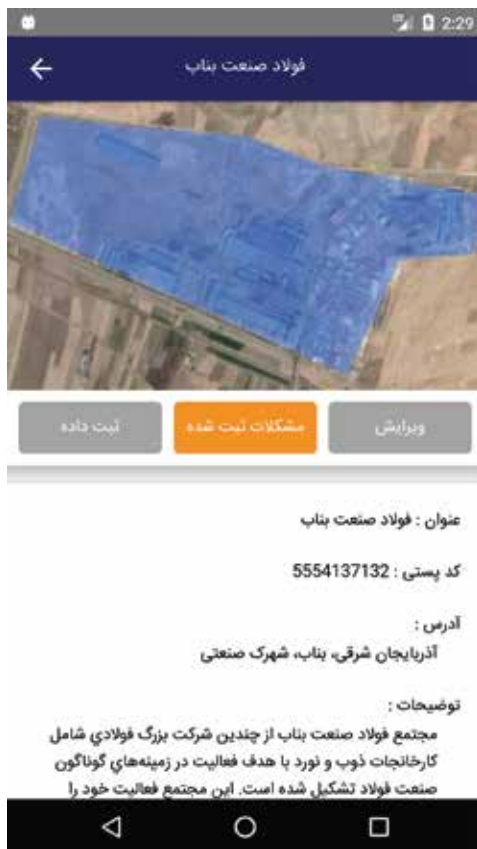 2:29
فولاد صنعت بناب
ویرایش
مشکلات ثبت شده
ثبت داده
عنوان : فولاد صنعت بناب
کد پستی : 5554137132
آدرس :
آذربایجان شرقی، بناب، شهرک صنعتی
توضیحات :
مجتمع فولاد صنعت بناب از چندین شرکت بزرگ فولادي شامل
کارخانجات ذوب و نورد با هدف فعالیت در زمینه‌هاي گوناگون
صنعت فولاد تشکیل شده است. این مجتمع فعالیت خود را